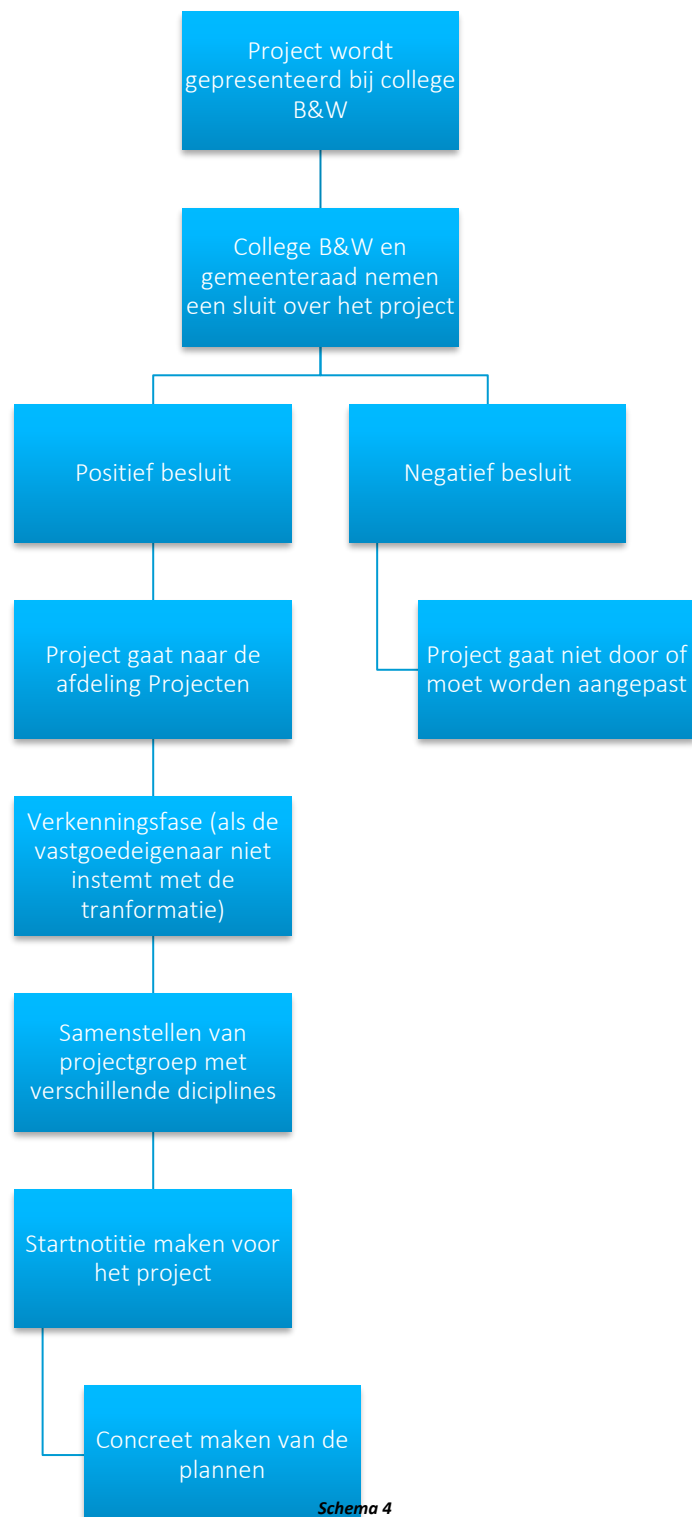 Project wordt
gepresenteerd bij college
B&W
College B&W en
gemeenteraad nemen
een sluit over het project
Positief besluit
Negatief besluit
Project gaat naar de
afdeling Projecten
Project gaat niet door of
moet worden aangepast
Verkenningsfase (als de
vastgoedeigenaar niet
instemt met de
tranformatie)
Samenstellen van
projectgroep met
verschillende diciplines
Startnotitie maken voor
het project
Concreet maken van de
plannen
Schema 4